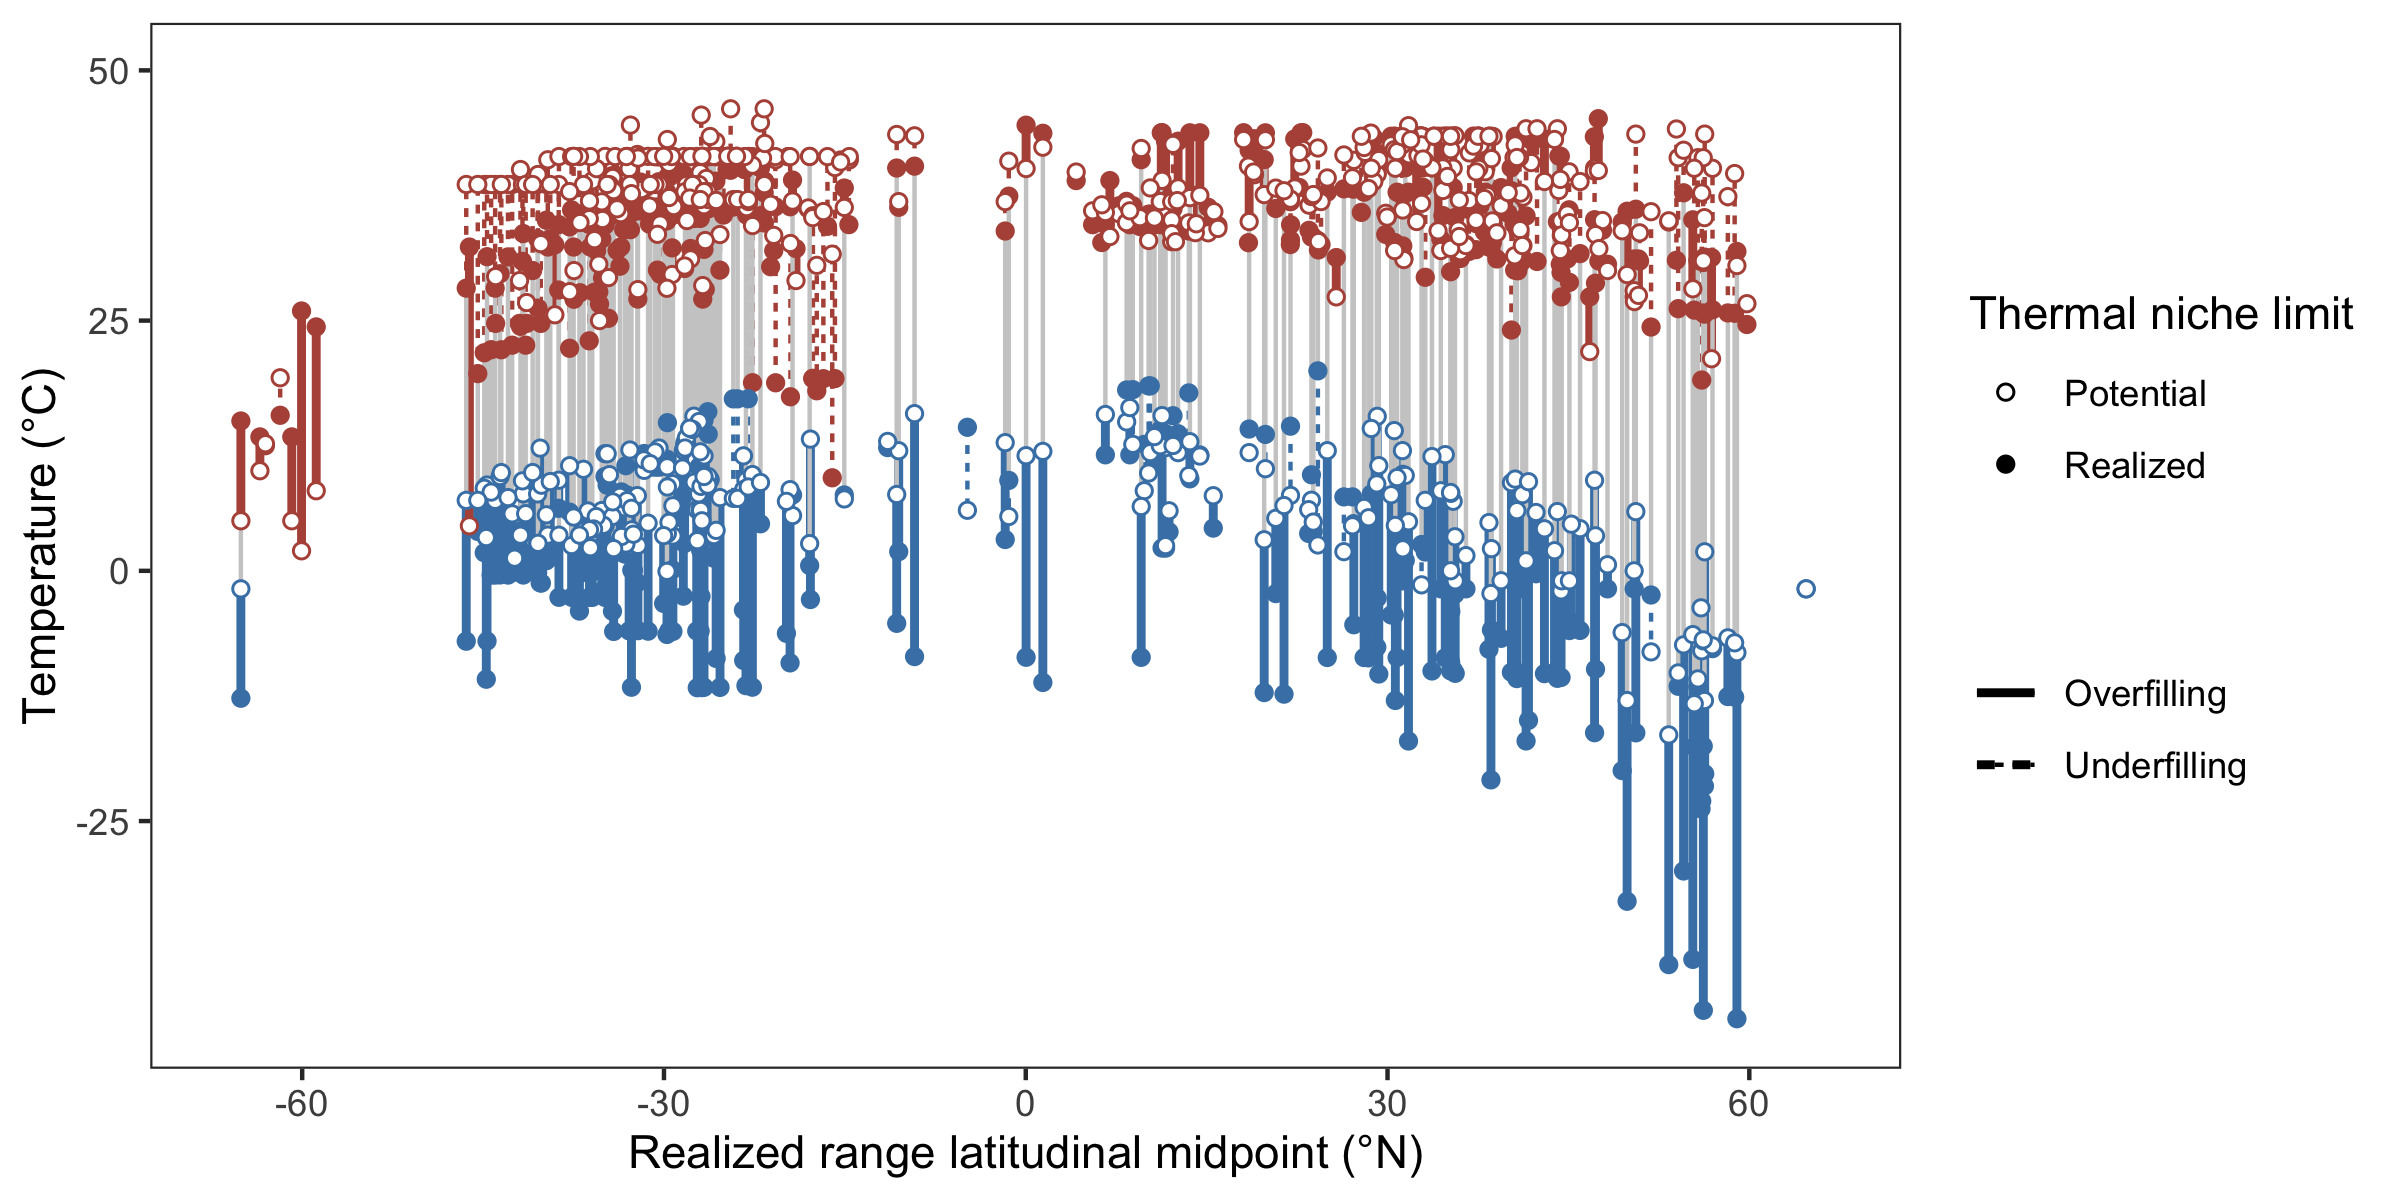 50
25
0
-25
Temperature (°C)
-60
-30
0
30
60
Realized range latitudinal midpoint (°N)
Thermal niche limit
Potential
Realized
Overfilling
Underfilling